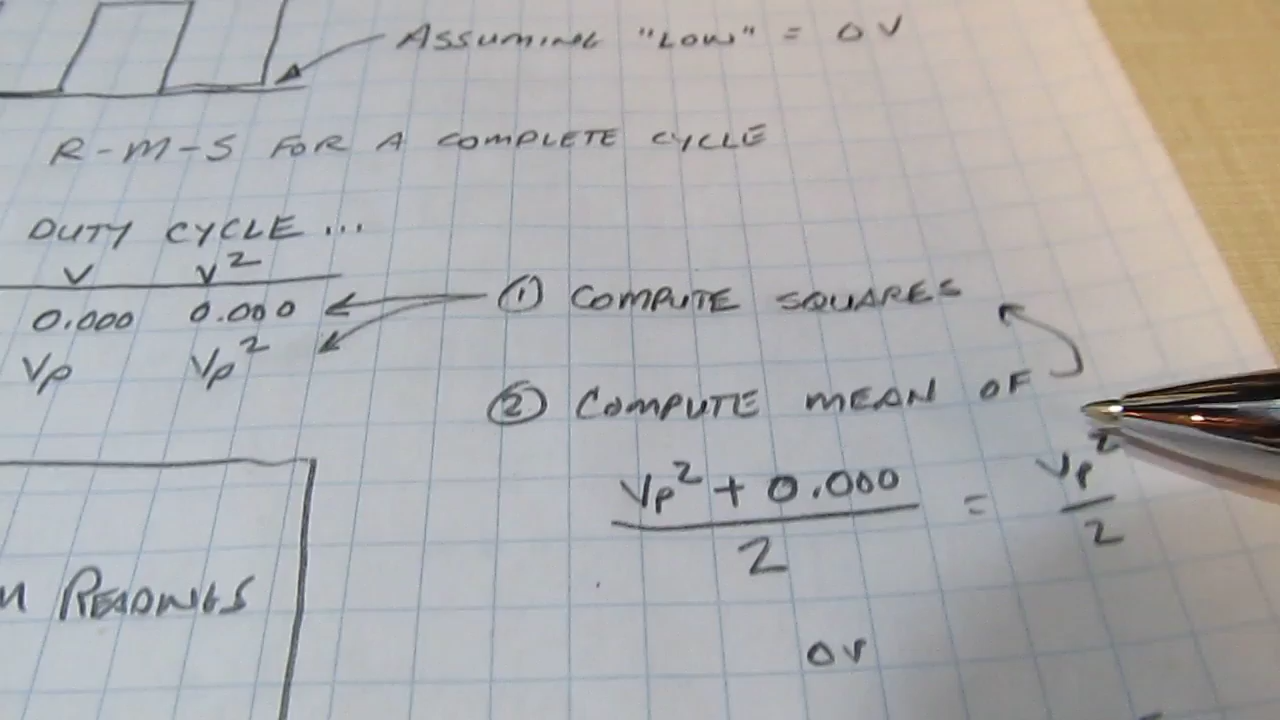 ASSUMING "LOW" = 0V
R-M-S FOR A COMPLETE CYCLE
DUTY CYCLE ...
V V²
0.000 0.000
Vp Vp²
① COMPUTE SQUARES
② COMPUTE MEAN OF
Vp² + 0.000 = Vp²
2 2
READINGS
0V